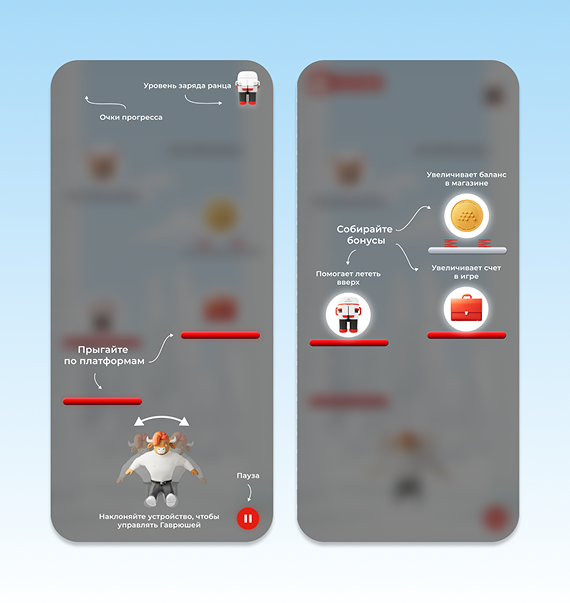 Уровень заряда ранца
Очки прогресса
Прыгайте
по платформам
Пауза
Наклоняйте устройство, чтобы
управлять Гаврюшей
Увеличивает баланс
в магазине
Собирайте
бонусы
Помогает лететь
вверх
Увеличивает счет
в игре